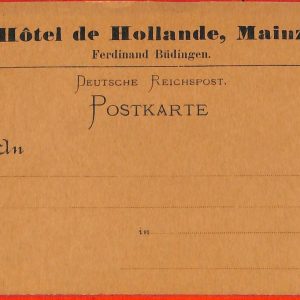 Hôtel de Hollande, Mainz
Ferdinand Büdingen.
DEUTSCHE REICHSPOST.
POSTKARTE
An
in